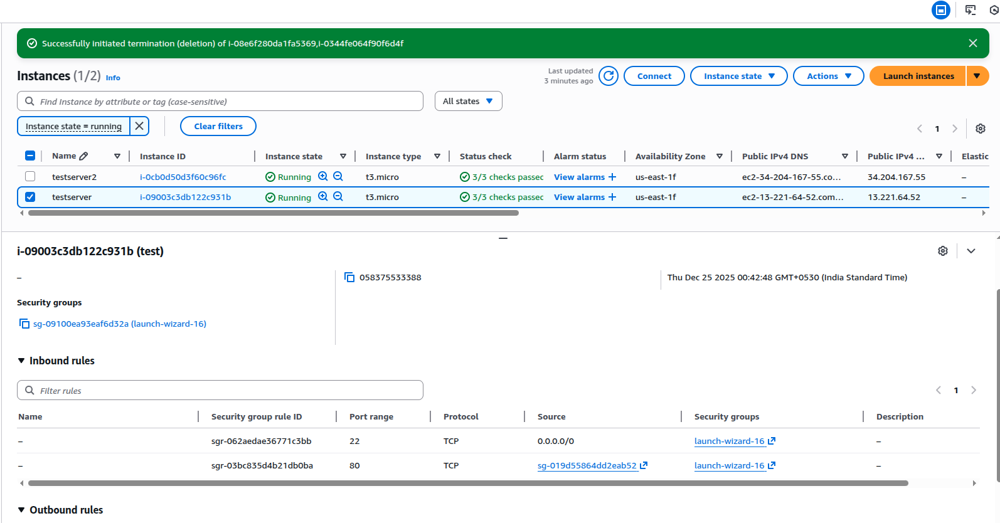 Successfully initiated termination (deletion) of i-08e6f280da1fa5369,i-0344fe064f90f6d4f
Instances (1/2) Info
Last updated
3 minutes ago
Connect
Instance state
Actions
Launch instances
Find Instance by attribute or tag (case-sensitive)
All states
Instance state = running
Clear filters
1
Name Instance ID Instance state Instance type Status check Alarm status Availability Zone Public IPv4 DNS Public IPv4 ... Elastic
testserver2 i-0cb0d50d3f60c96fc Running t3.micro 3/3 checks passec View alarms + us-east-1f ec2-34-204-167-55.co... 34.204.167.55 –
testserver i-09003c3db122c931b Running t3.micro 3/3 checks passec View alarms + us-east-1f ec2-13-221-64-52.com... 13.221.64.52 –
i-09003c3db122c931b (test)
– 058375533388 Thu Dec 25 2025 00:42:48 GMT+0530 (India Standard Time)
Security groups
sg-09100ea93eaf6d32a (launch-wizard-16)
Inbound rules
Filter rules
1
Name Security group rule ID Port range Protocol Source Security groups Description
– sgr-062aedae36771c3bb 22 TCP 0.0.0.0/0 launch-wizard-16 –
– sgr-03bc835d4b21db0ba 80 TCP sg-019d55864dd2eab52 launch-wizard-16 –
Outbound rules